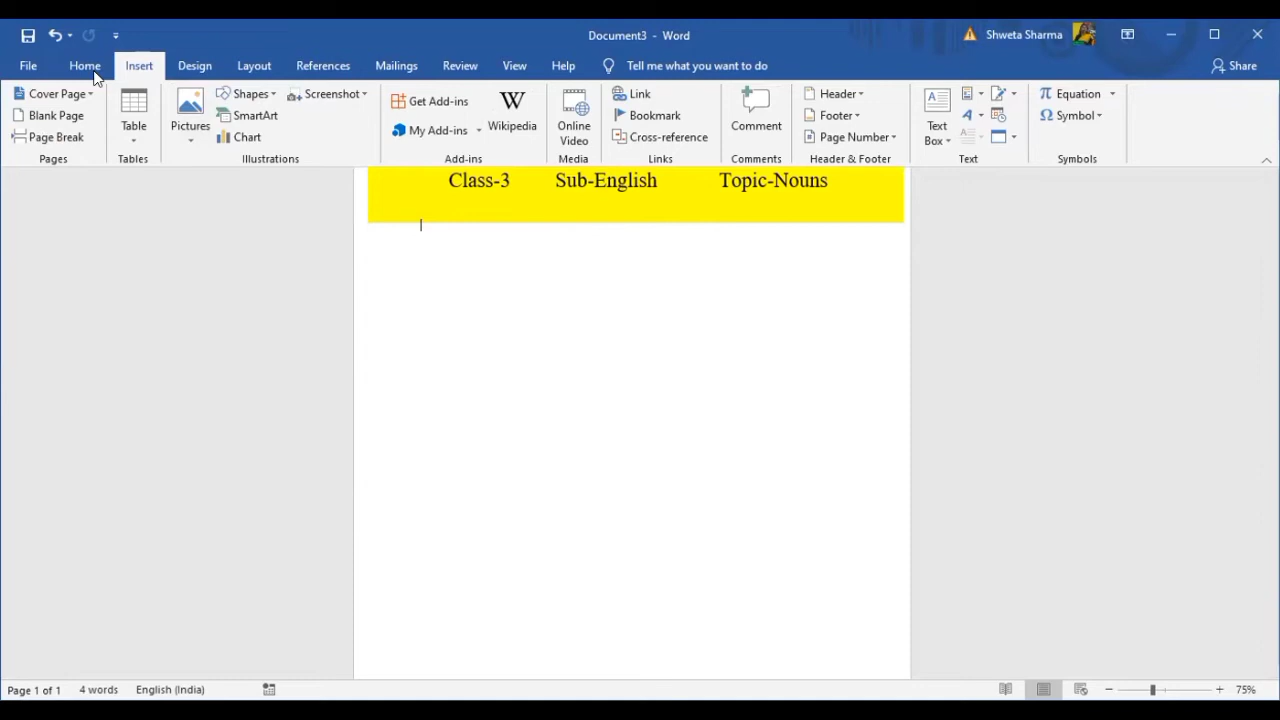 Document3 - Word
Shweta Sharma
File Home Insert Design Layout References Mailings Review View Help Tell me what you want to do Share
Cover Page
Blank Page
Page Break
Pages
Table
Tables
Pictures
Shapes
SmartArt
Chart
Screenshot
Illustrations
Get Add-ins
My Add-ins
W
Wikipedia
Add-ins
Online
Video
Media
Link
Bookmark
Cross-reference
Links
Comment
Comments
Header
Footer
Page Number
Header & Footer
Text
Box
Text
π Equation
Ω Symbol
Symbols
Class-3 Sub-English Topic-Nouns
Page 1 of 1 4 words English (India) 75%